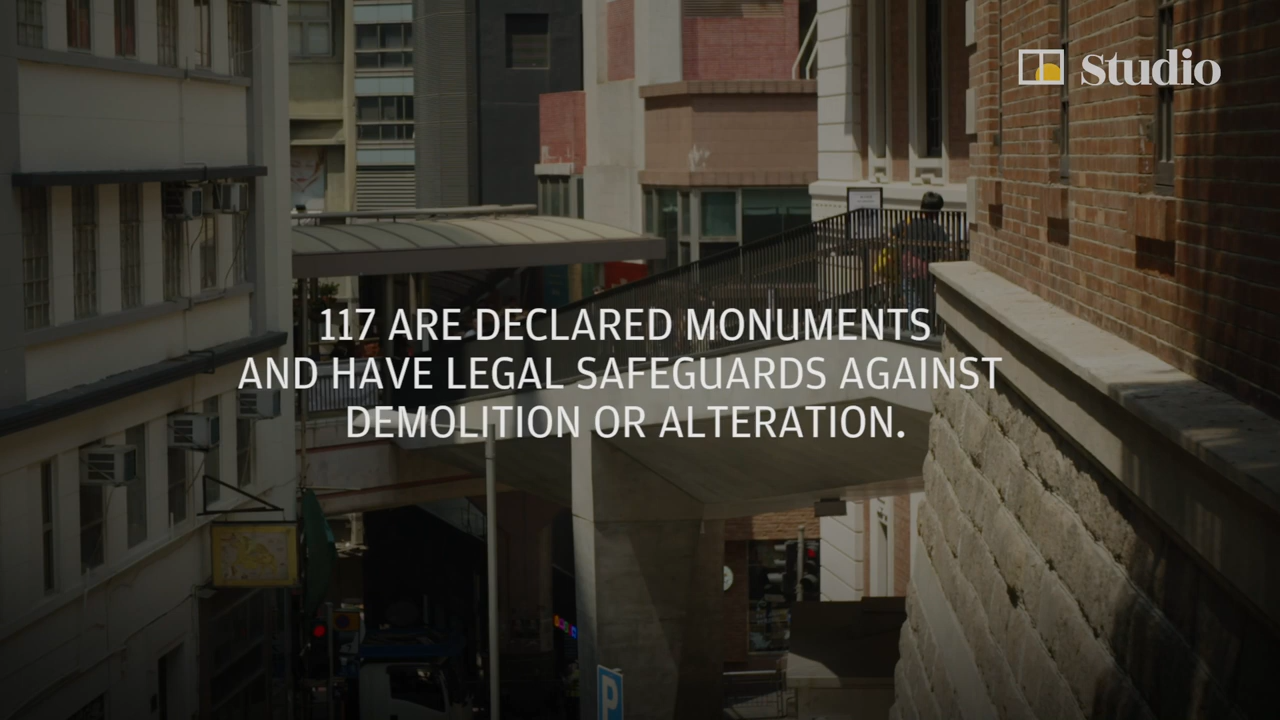 Studio
117 ARE DECLARED MONUMENTS
AND HAVE LEGAL SAFEGUARDS AGAINST
DEMOLITION OR ALTERATION.
P